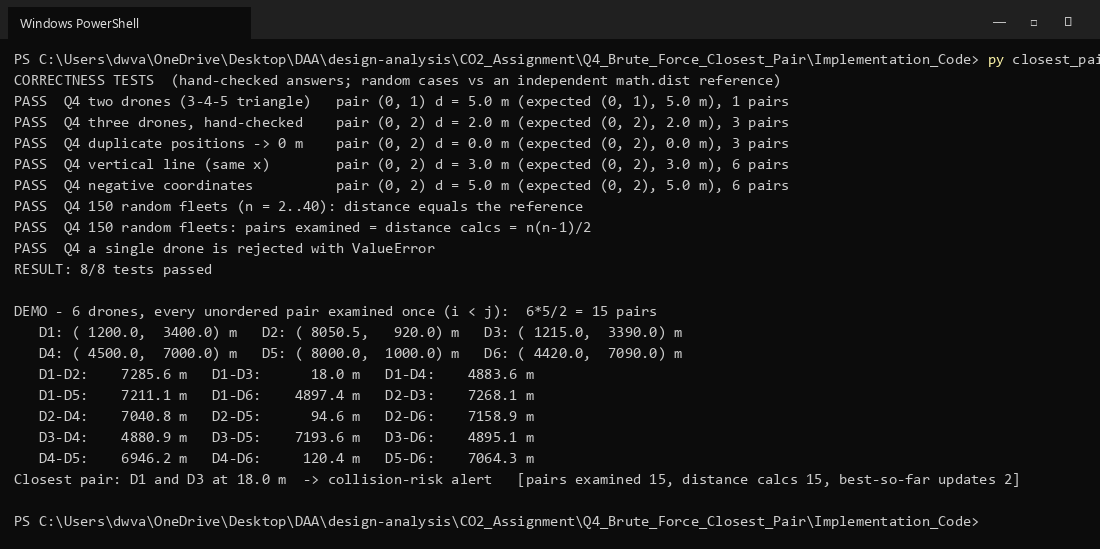 Windows PowerShell
PS C:\Users\dwva\OneDrive\Desktop\DAA\design-analysis\CO2_Assignment\Q4_Brute_Force_Closest_Pair\Implementation_Code> py closest_pai
CORRECTNESS TESTS  (hand-checked answers; random cases vs an independent math.dist reference)
PASS  Q4 two drones (3-4-5 triangle)   pair (0, 1) d = 5.0 m (expected (0, 1), 5.0 m), 1 pairs
PASS  Q4 three drones, hand-checked    pair (0, 2) d = 2.0 m (expected (0, 2), 2.0 m), 3 pairs
PASS  Q4 duplicate positions -> 0 m    pair (0, 2) d = 0.0 m (expected (0, 2), 0.0 m), 3 pairs
PASS  Q4 vertical line (same x)        pair (0, 2) d = 3.0 m (expected (0, 2), 3.0 m), 6 pairs
PASS  Q4 negative coordinates          pair (0, 2) d = 5.0 m (expected (0, 2), 5.0 m), 6 pairs
PASS  Q4 150 random fleets (n = 2..40): distance equals the reference
PASS  Q4 150 random fleets: pairs examined = distance calcs = n(n-1)/2
PASS  Q4 a single drone is rejected with ValueError
RESULT: 8/8 tests passed
DEMO - 6 drones, every unordered pair examined once (i < j):  6*5/2 = 15 pairs
   D1: ( 1200.0,  3400.0) m   D2: ( 8050.5,   920.0) m   D3: ( 1215.0,  3390.0) m
   D4: ( 4500.0,  7000.0) m   D5: ( 8000.0,  1000.0) m   D6: ( 4420.0,  7090.0) m
   D1-D2:    7285.6 m   D1-D3:      18.0 m   D1-D4:    4883.6 m
   D1-D5:    7211.1 m   D1-D6:    4897.4 m   D2-D3:    7268.1 m
   D2-D4:    7040.8 m   D2-D5:      94.6 m   D2-D6:    7158.9 m
   D3-D4:    4880.9 m   D3-D5:    7193.6 m   D3-D6:    4895.1 m
   D4-D5:    6946.2 m   D4-D6:     120.4 m   D5-D6:    7064.3 m
Closest pair: D1 and D3 at 18.0 m  -> collision-risk alert   [pairs examined 15, distance calcs 15, best-so-far updates 2]
PS C:\Users\dwva\OneDrive\Desktop\DAA\design-analysis\CO2_Assignment\Q4_Brute_Force_Closest_Pair\Implementation_Code>